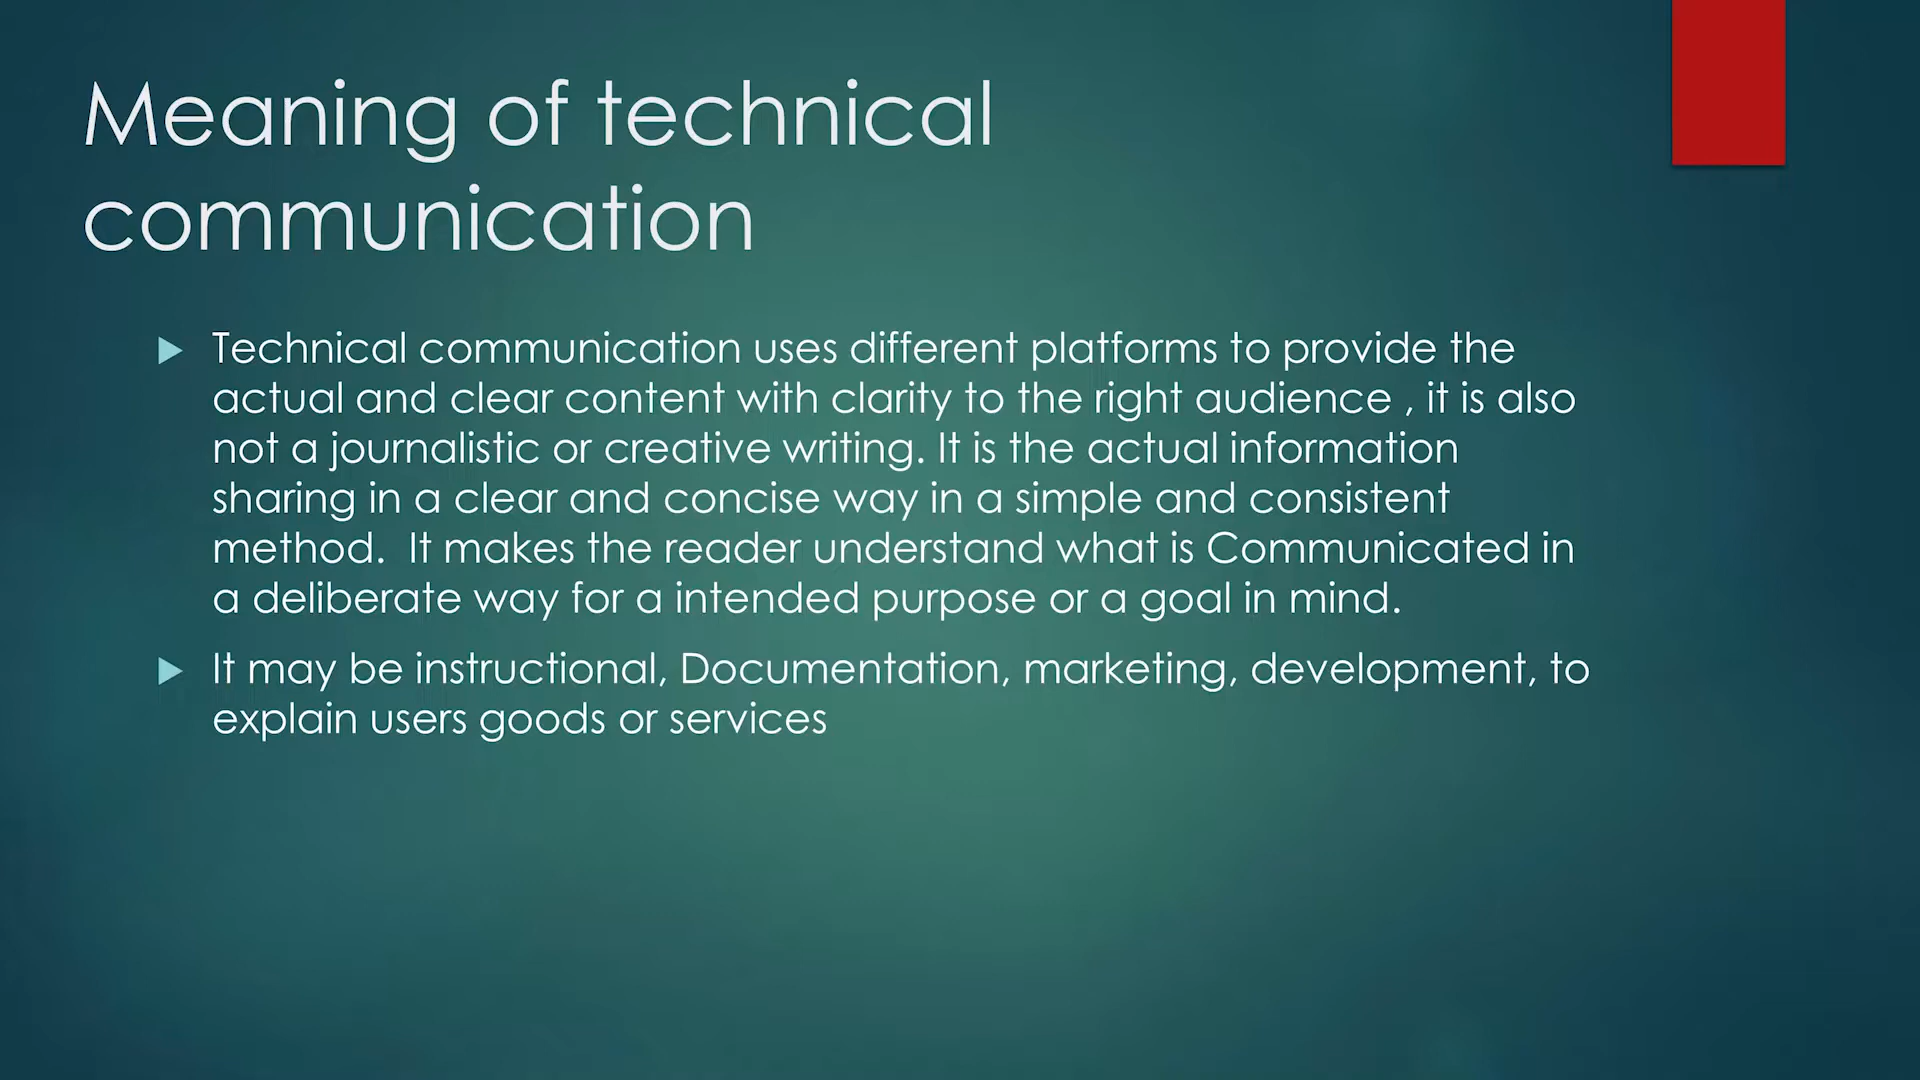 Meaning of technical
communication
Technical communication uses different platforms to provide the
actual and clear content with clarity to the right audience , it is also
not a journalistic or creative writing. It is the actual information
sharing in a clear and concise way in a simple and consistent
method.  It makes the reader understand what is Communicated in
a deliberate way for a intended purpose or a goal in mind.
It may be instructional, Documentation, marketing, development, to
explain users goods or services